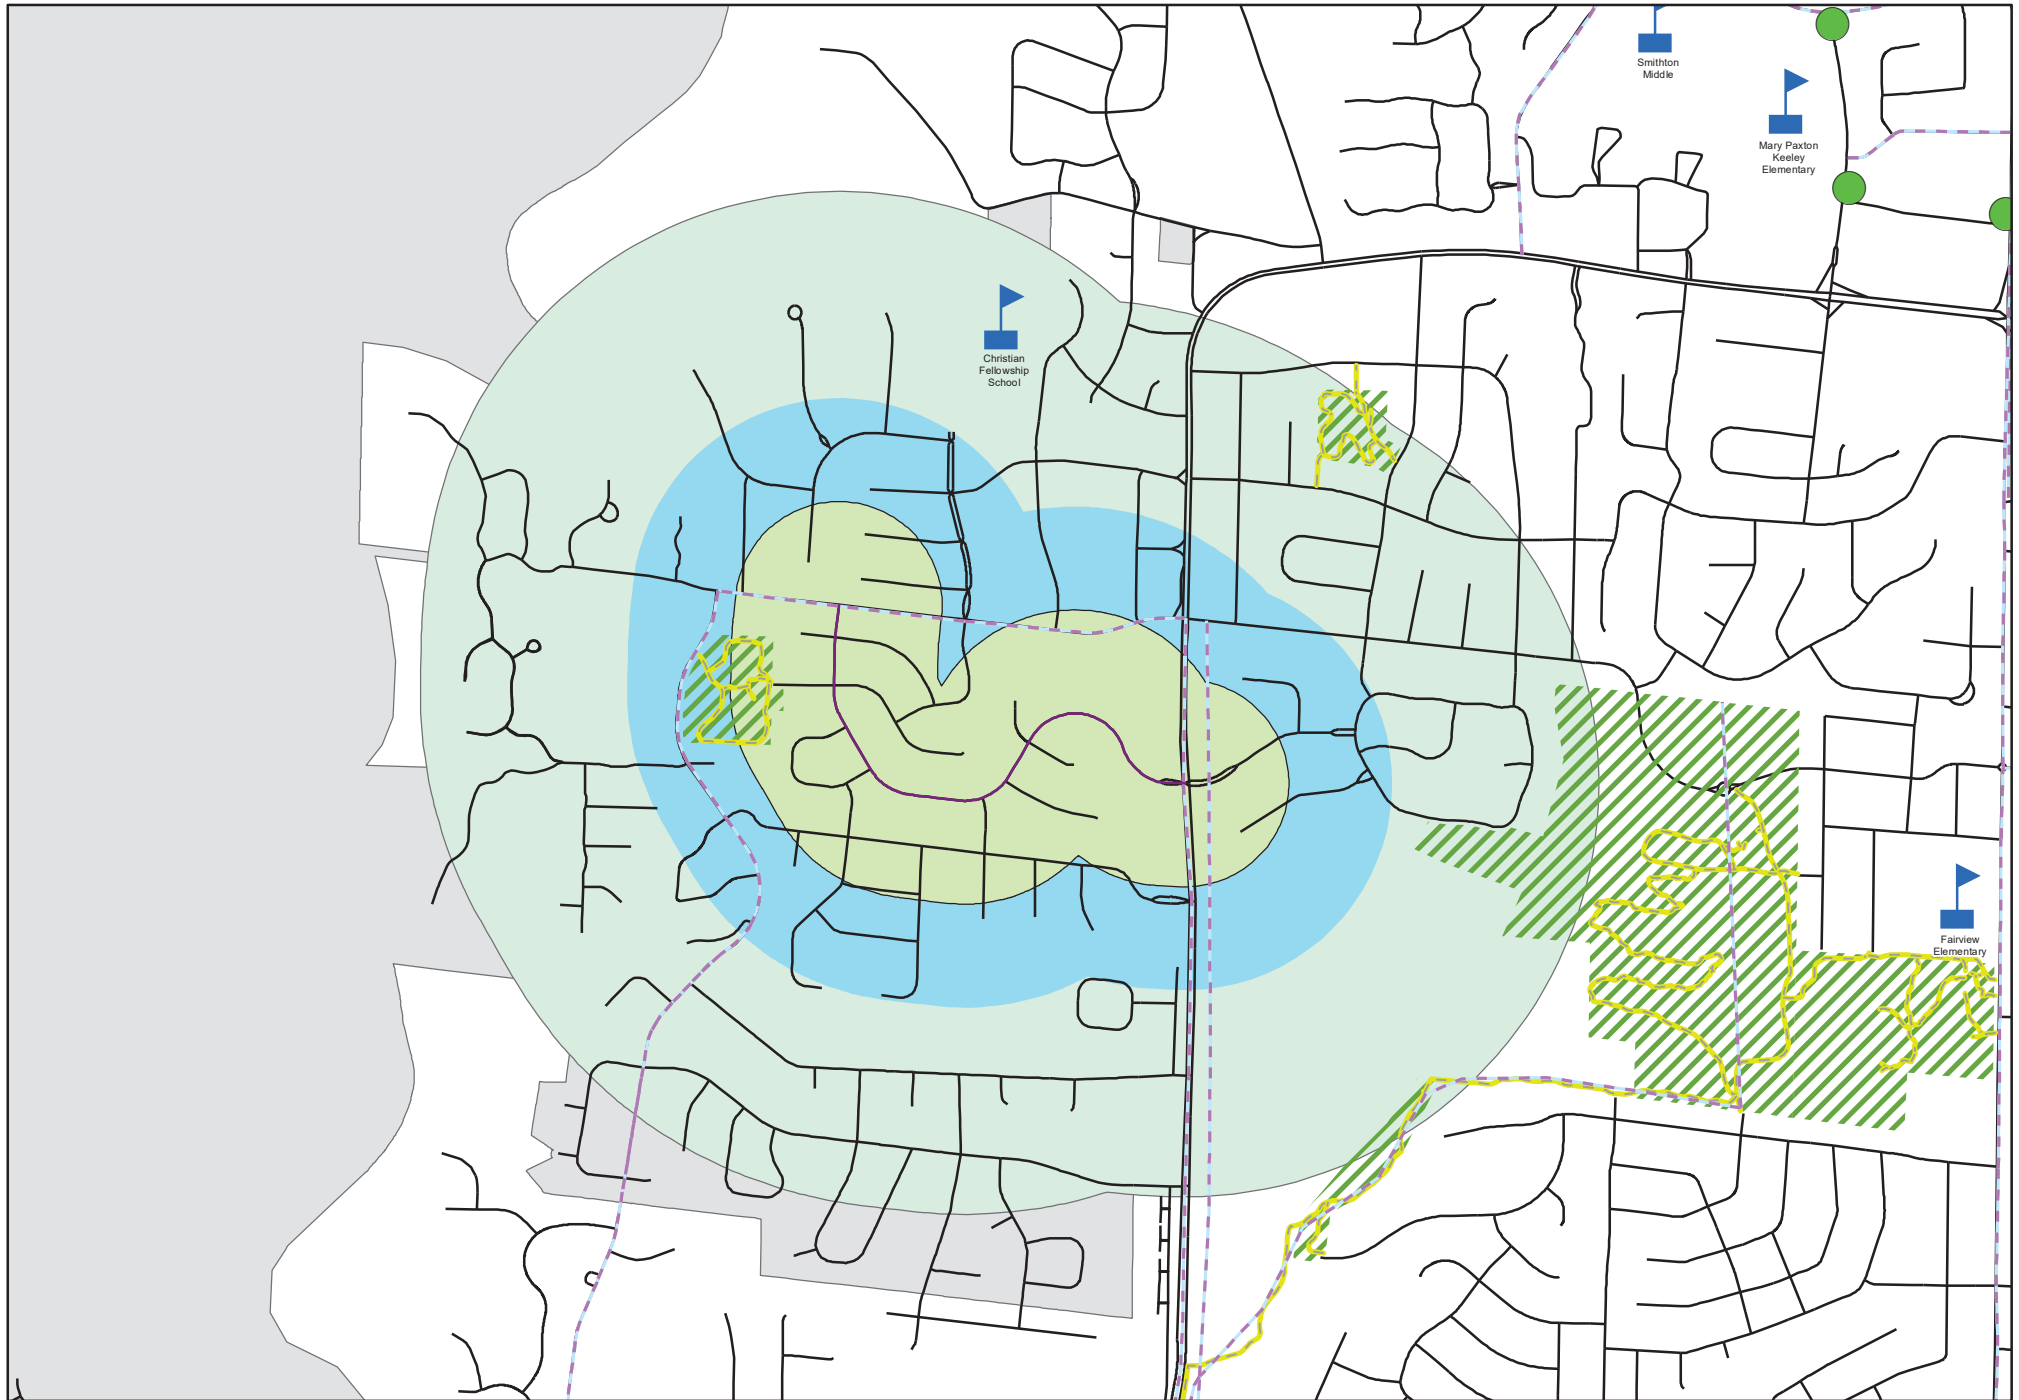 Smithton
Middle
Mary Paxton
Keeley
Elementary
Christian
Fellowship
School
Fairview
Elementary